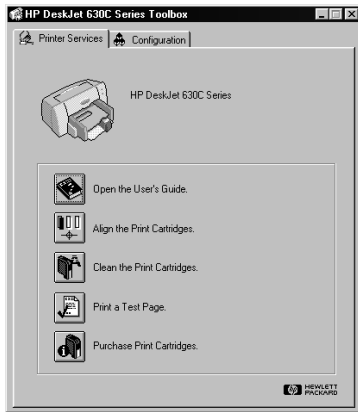 HP DeskJet 630C Series Toolbox
Printer Services
Configuration
HP DeskJet 630C Series
Open the User's Guide.
Align the Print Cartridges.
Clean the Print Cartridges.
Print a Test Page.
Purchase Print Cartridges.
hp HEWLETT
PACKARD